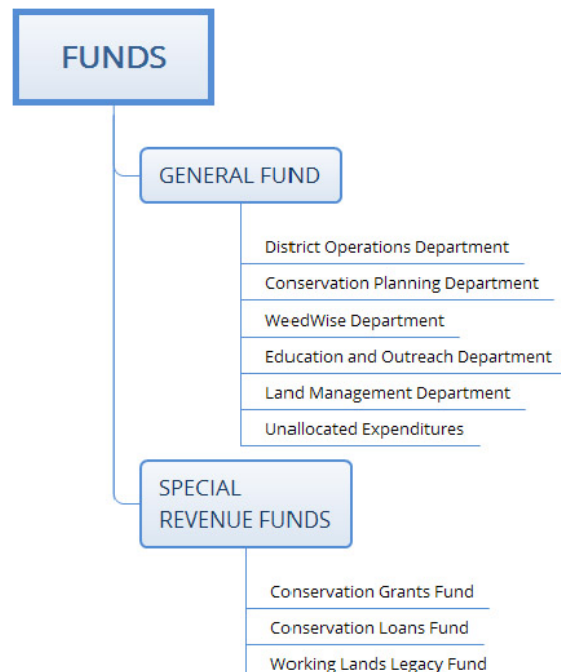 FUNDS
GENERAL FUND
District Operations Department
Conservation Planning Department
WeedWise Department
Education and Outreach Department
Land Management Department
Unallocated Expenditures
SPECIAL
REVENUE FUNDS
Conservation Grants Fund
Conservation Loans Fund
Working Lands Legacy Fund